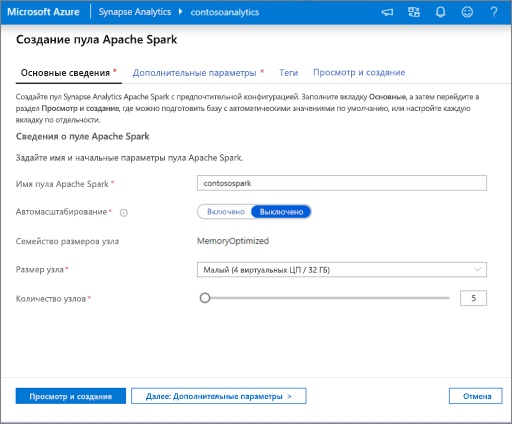 Microsoft Azure Synapse Analytics contosoanalytics
Создание пула Apache Spark
Основные сведения * Дополнительные параметры * Теги Просмотр и создание
Создайте пул Synapse Analytics Apache Spark с предпочтительной конфигурацией. Заполните вкладку Основные, а затем перейдите в
раздел Просмотр и создание, где можно подготовить базу с автоматическими значениями по умолчанию, или настройте каждую
вкладку по отдельности.
Сведения о пуле Apache Spark
Задайте имя и начальные параметры пула Apache Spark.
Имя пула Apache Spark * contosospark
Автомасштабирование * Включено Выключено
Семейство размеров узла MemoryOptimized
Размер узла * Малый (4 виртуальных ЦП / 32 ГБ)
Количество узлов * 5
Просмотр и создание Далее: Дополнительные параметры > Отмена